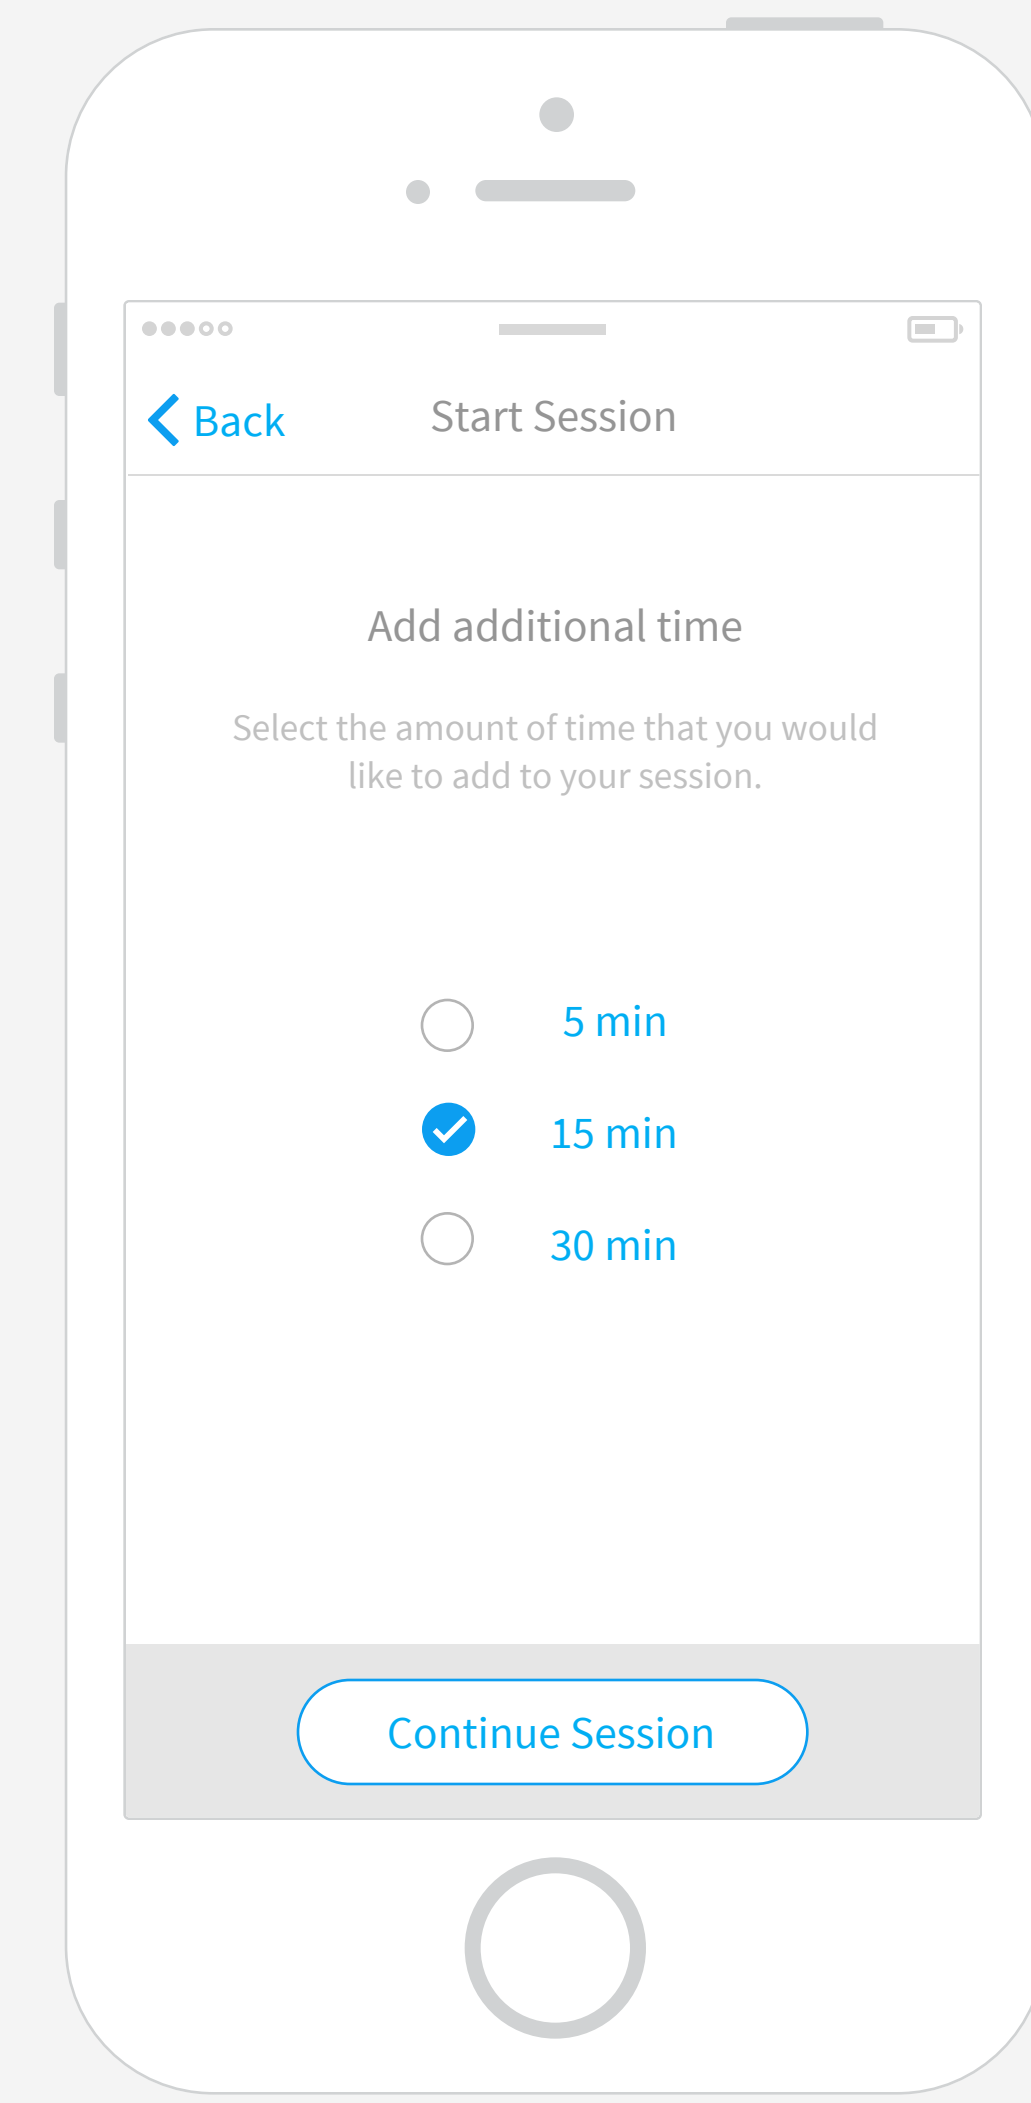 Back
Start Session
Add additional time
Select the amount of time that you would
like to add to your session.
5 min
15 min
30 min
Continue Session